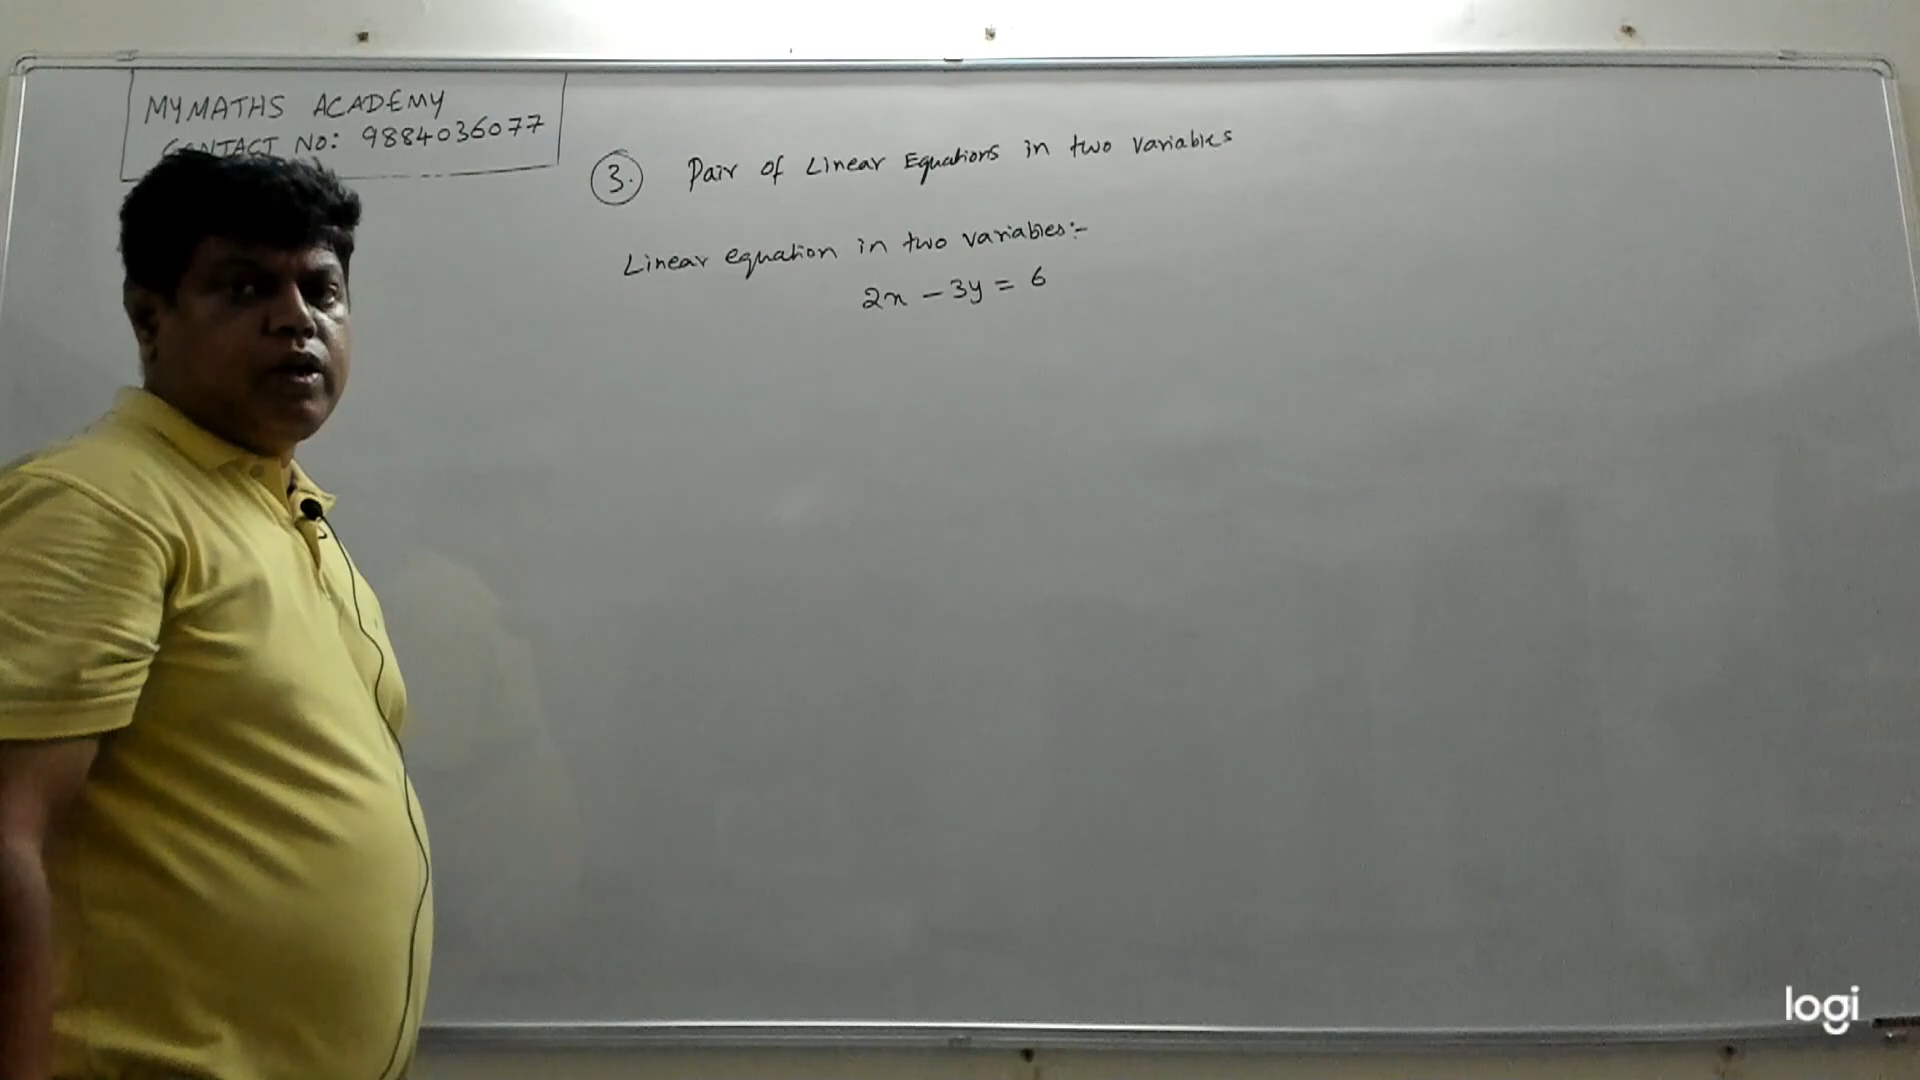 MYMATHS ACADEMY
CONTACT NO: 9884036077
3. Pair of Linear Equations in two variables
Linear equation in two variables:-
2x - 3y = 6
logi